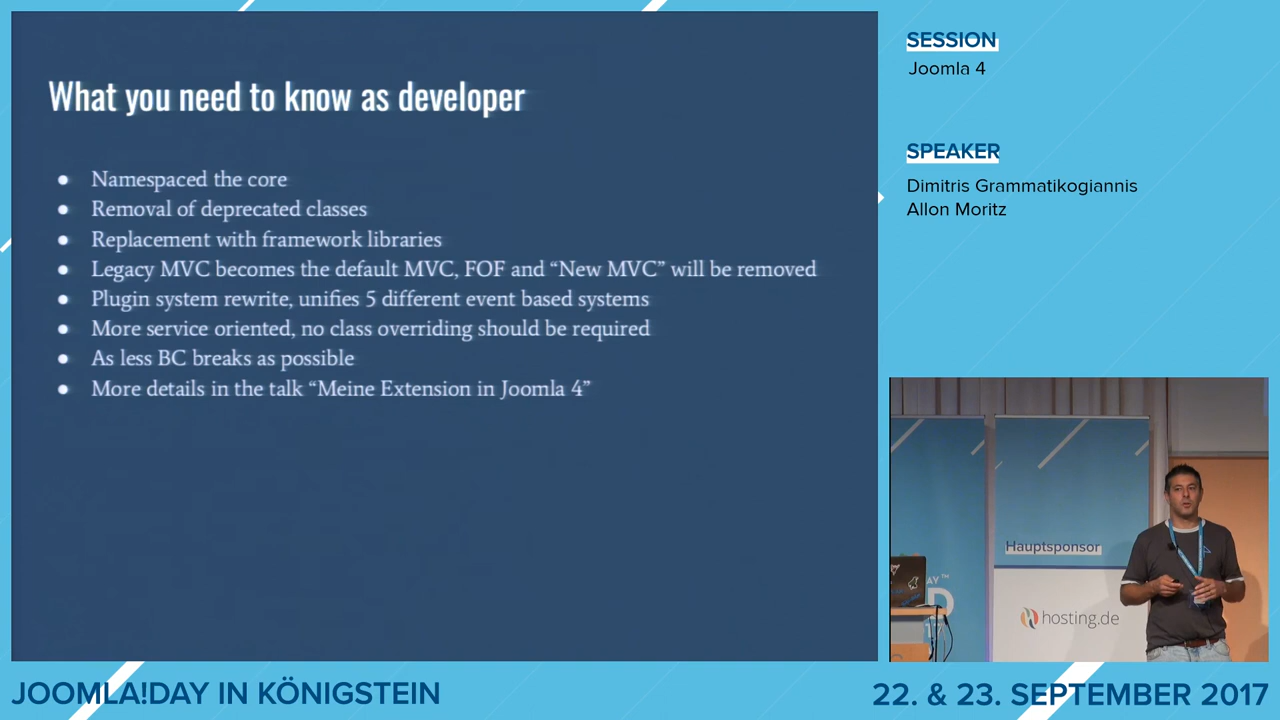 What you need to know as developer
Namespaced the core
Removal of deprecated classes
Replacement with framework libraries
Legacy MVC becomes the default MVC, FOF and “New MVC” will be removed
Plugin system rewrite, unifies 5 different event based systems
More service oriented, no class overriding should be required
As less BC breaks as possible
More details in the talk “Meine Extension in Joomla 4”
SESSION
Joomla 4
SPEAKER
Dimitris Grammatikogiannis
Allon Moritz
Hauptsponsor
hosting.de
JOOMLA!DAY IN KÖNIGSTEIN
22. & 23. SEPTEMBER 2017